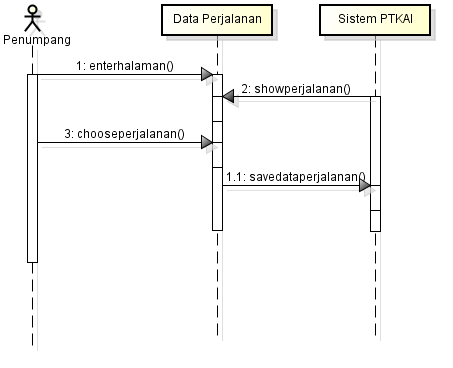 Penumpang
Data Perjalanan
Sistem PTKAI
1: enterhalaman()
2: showperjalanan()
3: chooseperjalanan()
1.1: savedataperjalanan()